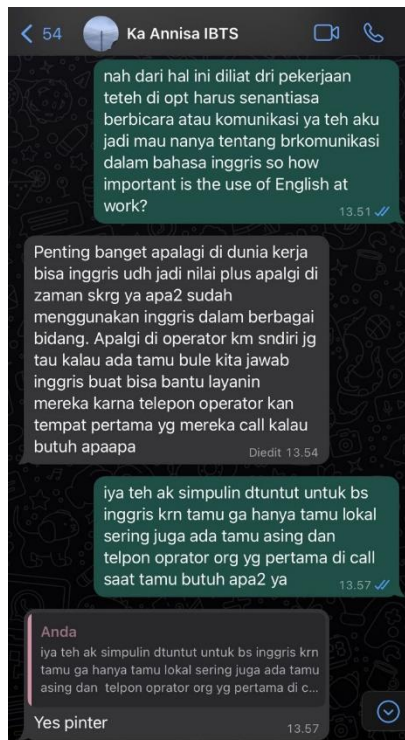 54
Ka Annisa IBTS
nah dari hal ini diliat dri pekerjaan
teteh di opt harus senantiasa
berbicara atau komunikasi ya teh aku
jadi mau nanya tentang brkomunikasi
dalam bahasa inggris so how
important is the use of English at
work?
13.51
Penting banget apalagi di dunia kerja
bisa inggris udh jadi nilai plus apalgi di
zaman skrg ya apa2 sudah
menggunakan inggris dalam berbagai
bidang. Apalgi di operator km sndiri jg
tau kalau ada tamu bule kita jawab
inggris buat bisa bantu layanin
mereka karna telepon operator kan
tempat pertama yg mereka call kalau
butuh apaapa
Diedit 13.54
iya teh ak simpulin dtuntut untuk bs
inggris krn tamu ga hanya tamu lokal
sering juga ada tamu asing dan
telpon oprator org yg pertama di call
saat tamu butuh apa2 ya
13.57
Anda
iya teh ak simpulin dtuntut untuk bs inggris krn
tamu ga hanya tamu lokal sering juga ada tamu
asing dan telpon oprator org yg pertama di c...
Yes pinter
13.57